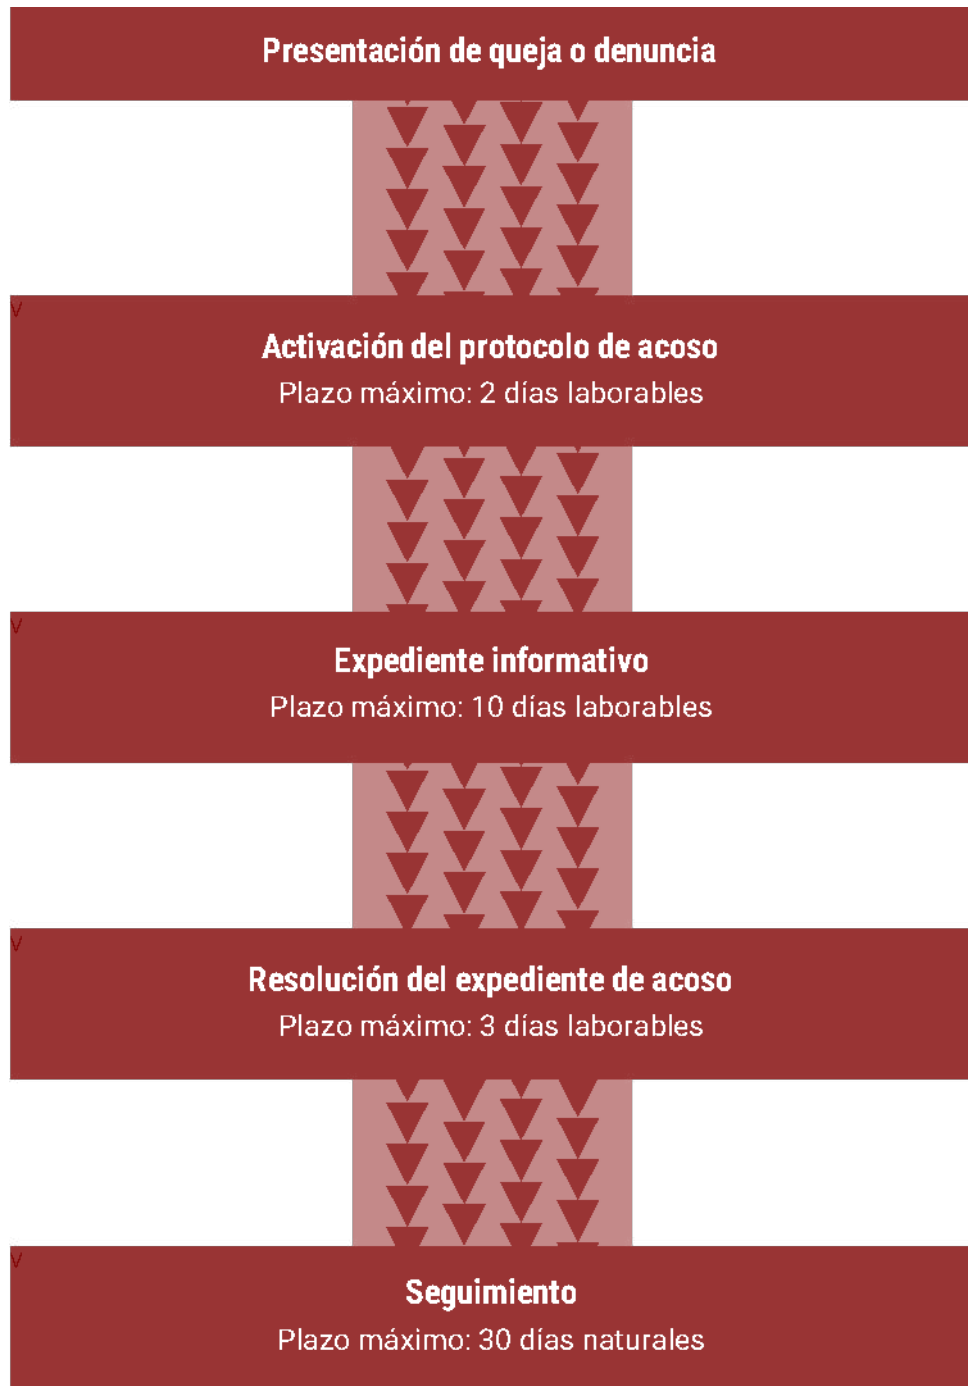 Presentación de queja o denuncia
V
Activación del protocolo de acoso
Plazo máximo: 2 días laborables
V
Expediente informativo
Plazo máximo: 10 días laborables
V
Resolución del expediente de acoso
Plazo máximo: 3 días laborables
V
Seguimiento
Plazo máximo: 30 días naturales